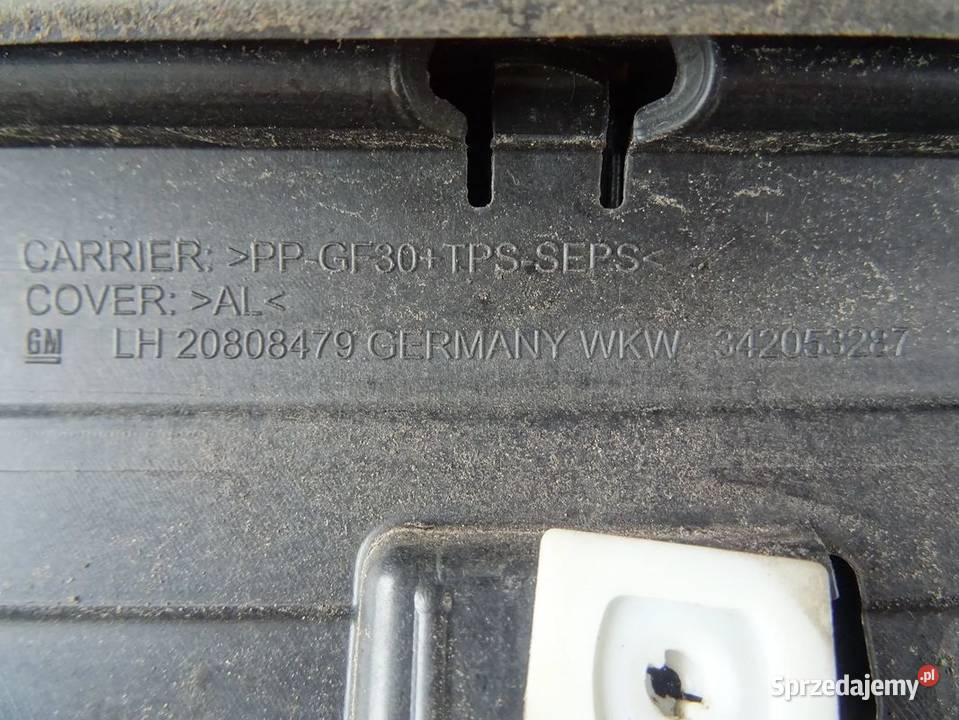 CARRIER: >PP-GF30+TPS-SEPS<
COVER: >AL<
GM LH 20808479 GERMANY WKW 342053287
Sprzedajemy.pl